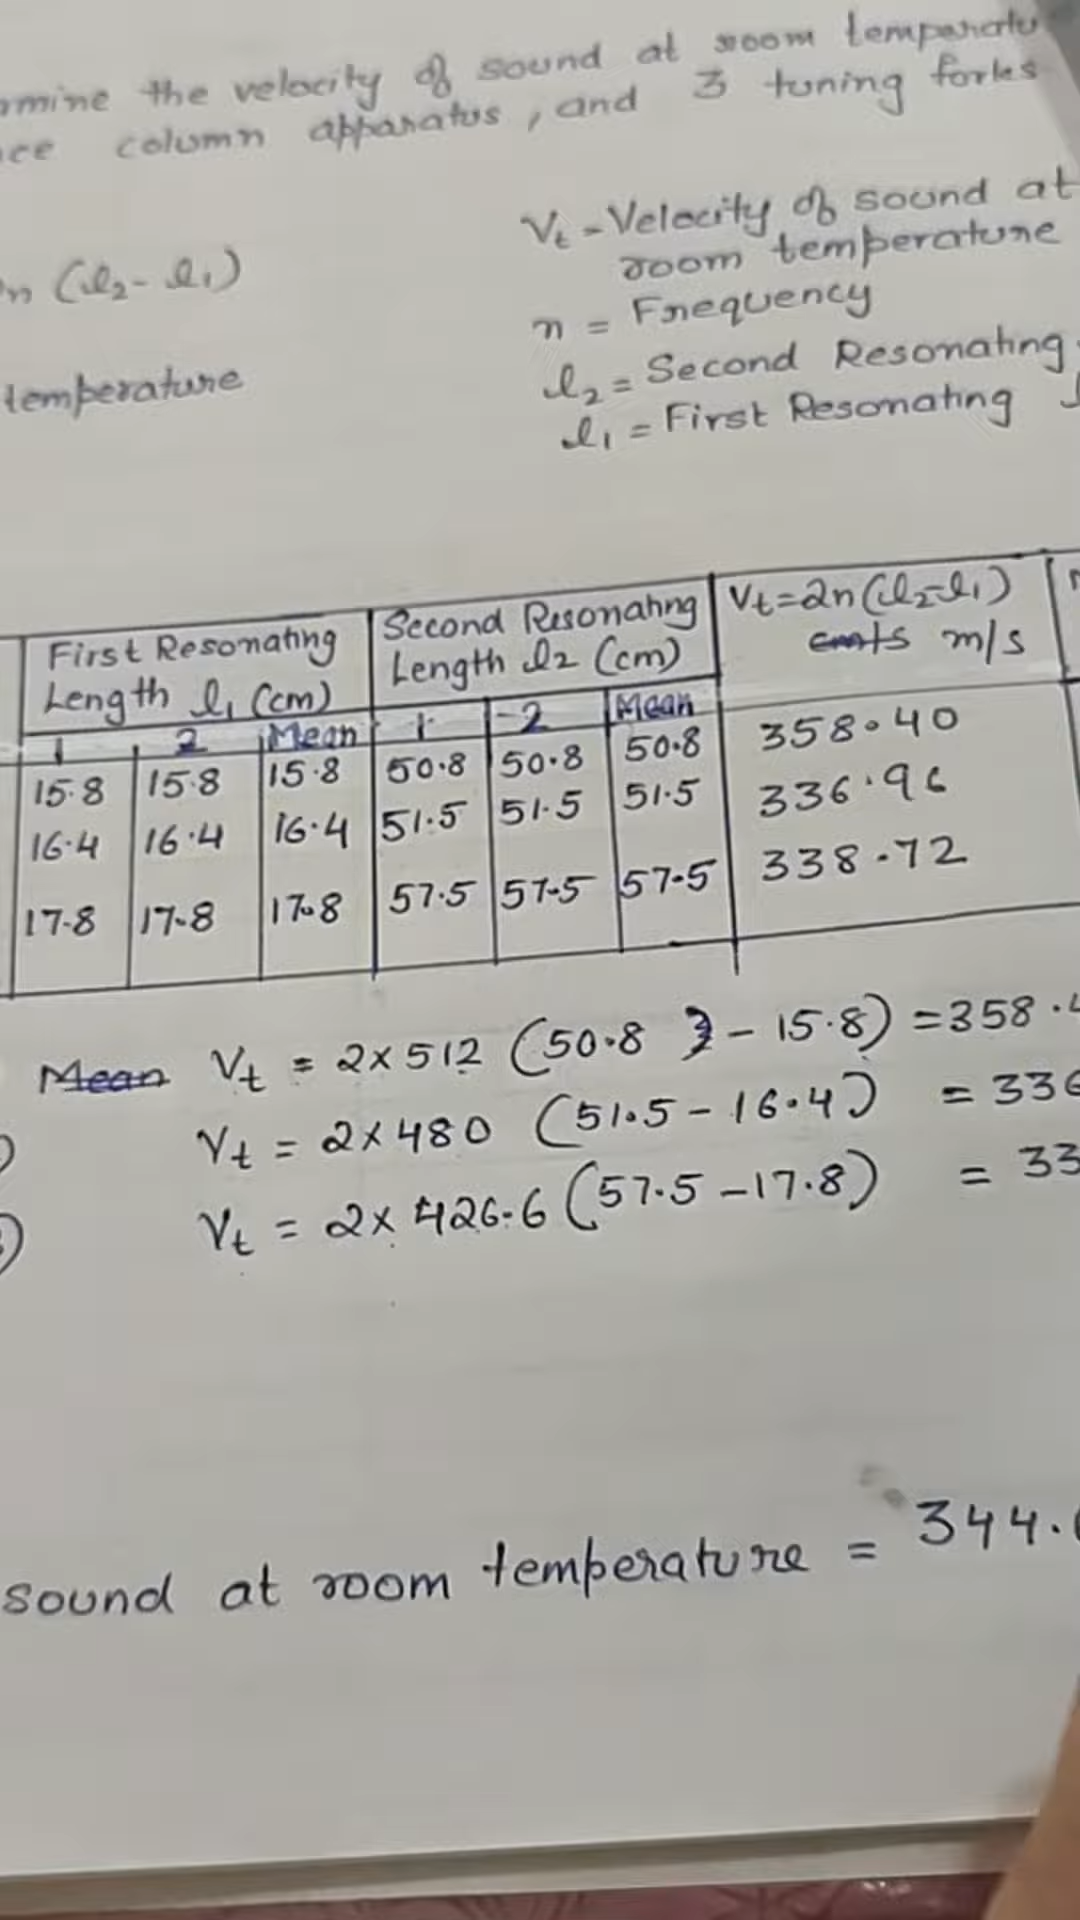 rmine the velocity of sound at room temperatu
nce column apparatus, and 3 tuning forks
Vt - Velocity of sound at
room temperature
n (l2 - l1)
n = Frequency
temperature
l2 = Second Resonating
l1 = First Resonating
First Resonating Length l1 (cm) | Second Resonating Length l2 (cm) | Vt = 2n (l2 - l1) m/s
1 | 2 | Mean | 1 | 2 | Mean
15.8 | 15.8 | 15.8 | 50.8 | 50.8 | 50.8 | 358.40
16.4 | 16.4 | 16.4 | 51.5 | 51.5 | 51.5 | 336.96
17.8 | 17.8 | 17.8 | 57.5 | 57.5 | 57.5 | 338.72
Mean Vt = 2 x 512 (50.8 - 15.8) = 358.4
Vt = 2 x 480 (51.5 - 16.4) = 336
Vt = 2 x 426.6 (57.5 - 17.8) = 33
sound at room temperature = 344.